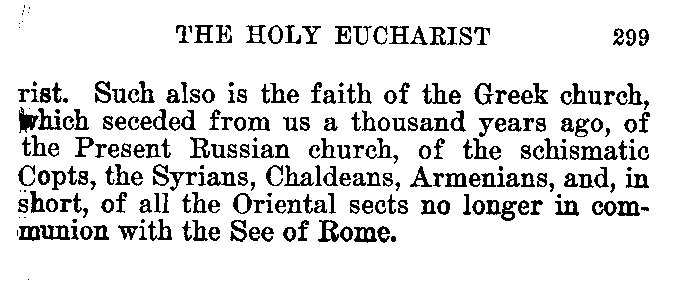 THE HOLY EUCHARIST 299
rist. Such also is the faith of the Greek church,
which seceded from us a thousand years ago, of
the Present Russian church, of the schismatic
Copts, the Syrians, Chaldeans, Armenians, and, in
short, of all the Oriental sects no longer in com-
munion with the See of Rome.